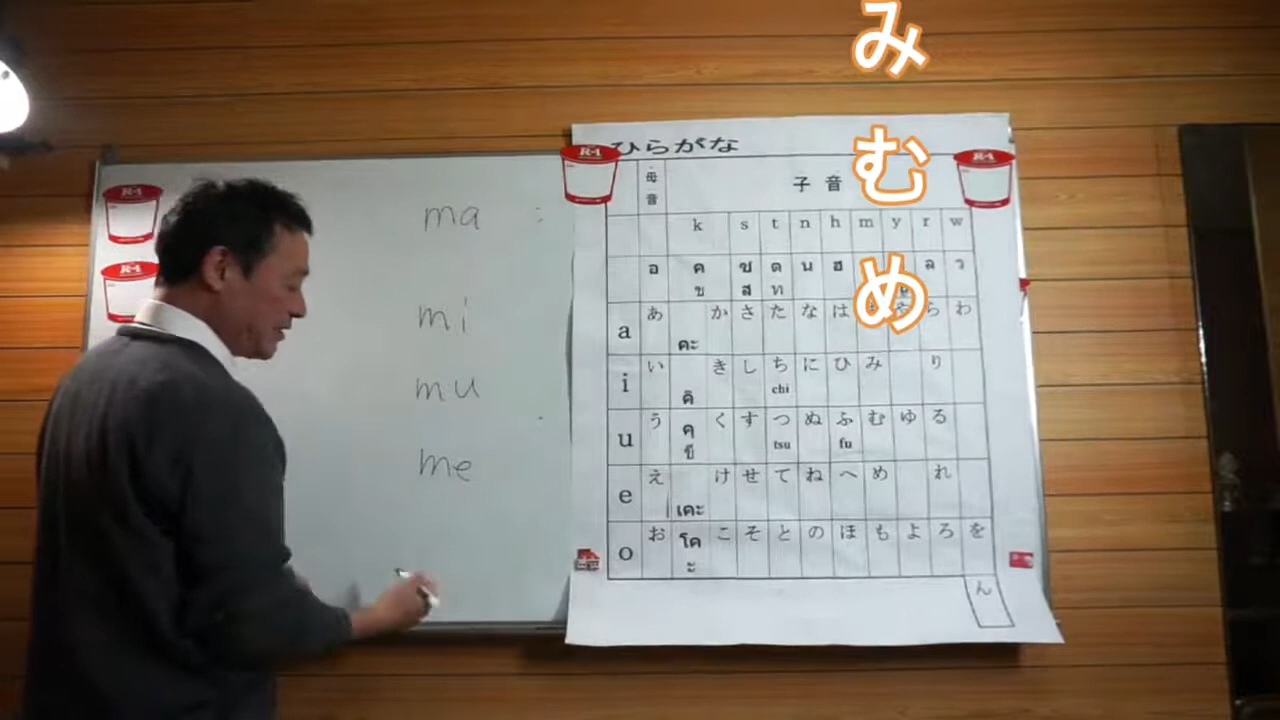 み
む
め
ma
mi
mu
me
ひらがな
R-1
R-1
R-1
R-1
母音
子音
k s t n h m y r w
อ ค ช ด น ฮ ล ว
ข ส ท
a あ か さ た な は ら わ
คะ
i い き し ち に ひ み り
คิ chi
u う く す つ ぬ ふ む ゆ る
คุ tsu fu
e え け せ て ね へ め れ
เคะ
o お こ そ と の ほ も よ ろ を
โคะ
ん